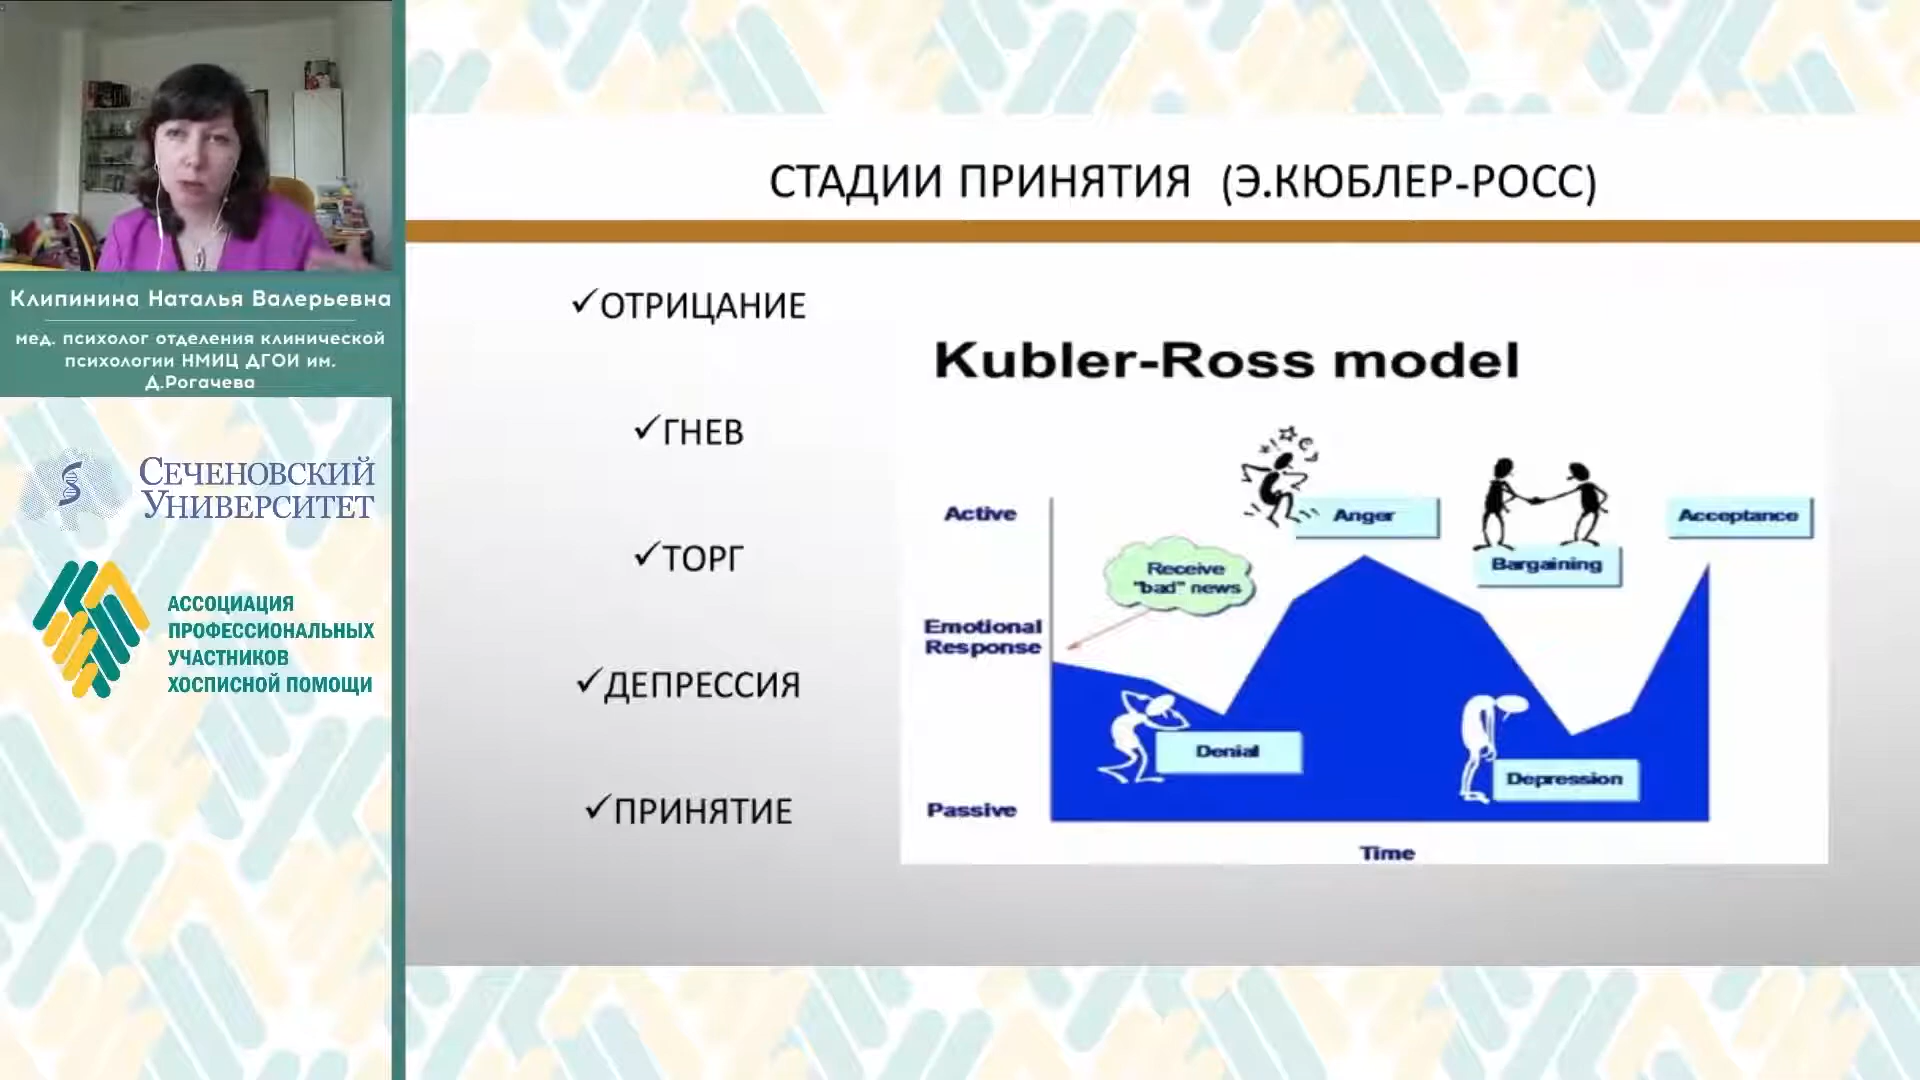 Клипинина Наталья Валерьевна
мед. психолог отделения клинической
психологии НМИЦ ДГОИ им.
Д.Рогачева
СЕЧЕНОВСКИЙ
УНИВЕРСИТЕТ
АССОЦИАЦИЯ
ПРОФЕССИОНАЛЬНЫХ
УЧАСТНИКОВ
ХОСПИСНОЙ ПОМОЩИ
СТАДИИ ПРИНЯТИЯ (Э.КЮБЛЕР-РОСС)
✓ОТРИЦАНИЕ
✓ГНЕВ
✓ТОРГ
✓ДЕПРЕССИЯ
✓ПРИНЯТИЕ
Kubler-Ross model
Active
Anger
Acceptance
Bargaining
Receive
"bad" news
Emotional
Response
Denial
Depression
Passive
Time